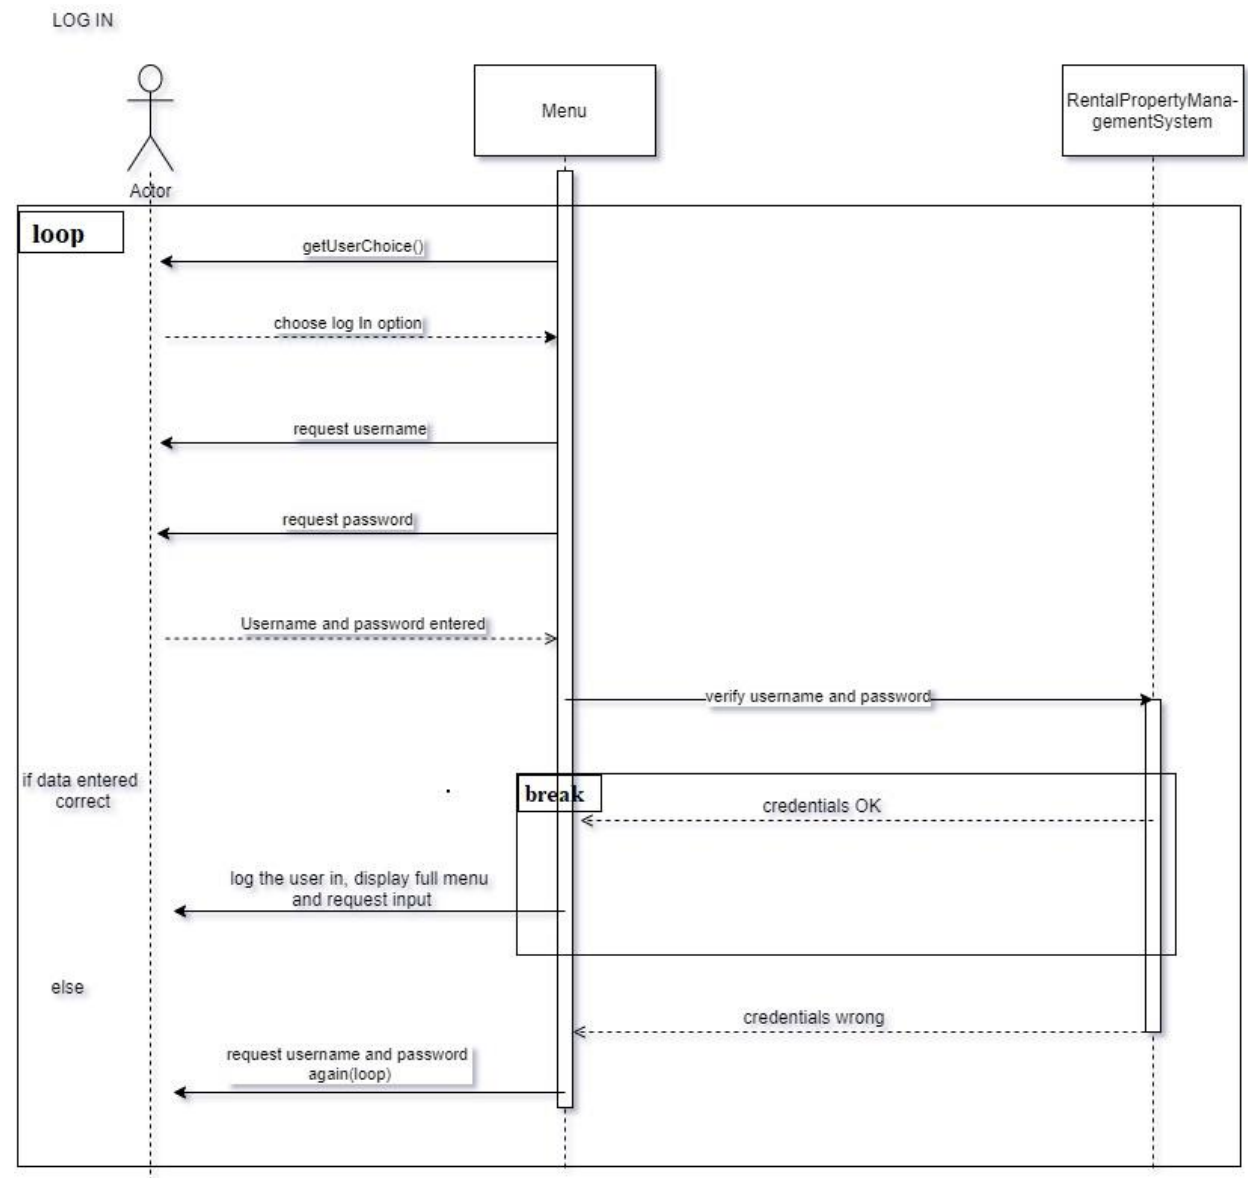 LOG IN
Menu
RentalPropertyMana-
gementSystem
Actor
loop
getUserChoice()
choose log In option
request username
request password
Username and password entered
verify username and password
if data entered
correct
break
credentials OK
log the user in, display full menu
and request input
else
credentials wrong
request username and password
again(loop)